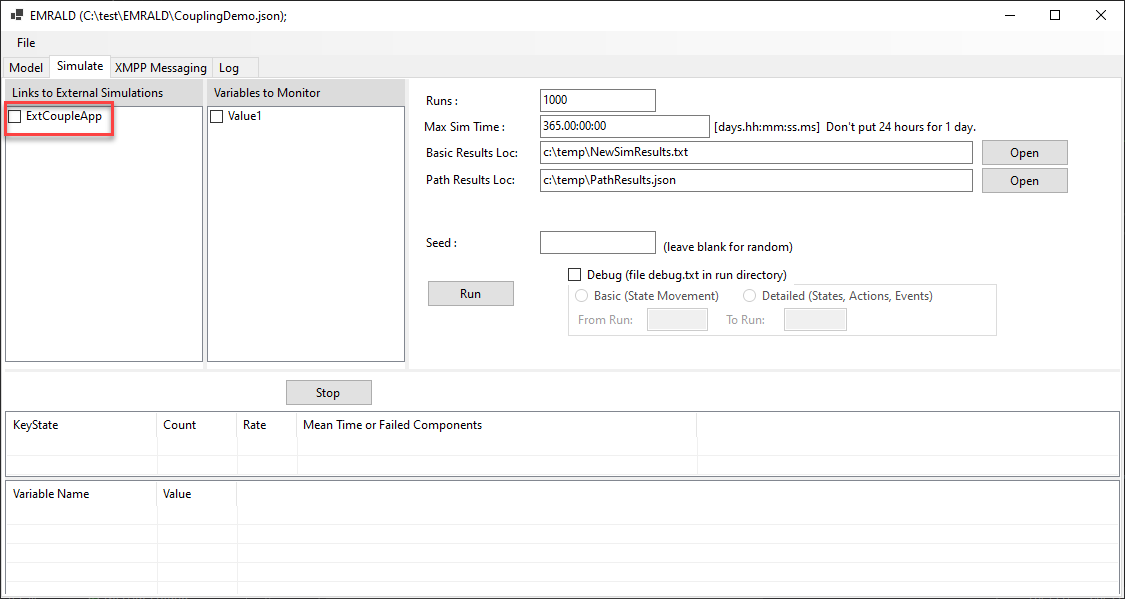 EMRALD (C:\test\EMRALD\CouplingDemo.json);
File
Model Simulate XMPP Messaging Log
Links to External Simulations Variables to Monitor
ExtCoupleApp Value1
Runs : 1000
Max Sim Time : 365.00:00:00 [days.hh:mm:ss.ms] Don't put 24 hours for 1 day.
Basic Results Loc: c:\temp\NewSimResults.txt Open
Path Results Loc: c:\temp\PathResults.json Open
Seed : (leave blank for random)
Debug (file debug.txt in run directory)
Run Basic (State Movement) Detailed (States, Actions, Events)
From Run: To Run:
Stop
KeyState Count Rate Mean Time or Failed Components
Variable Name Value